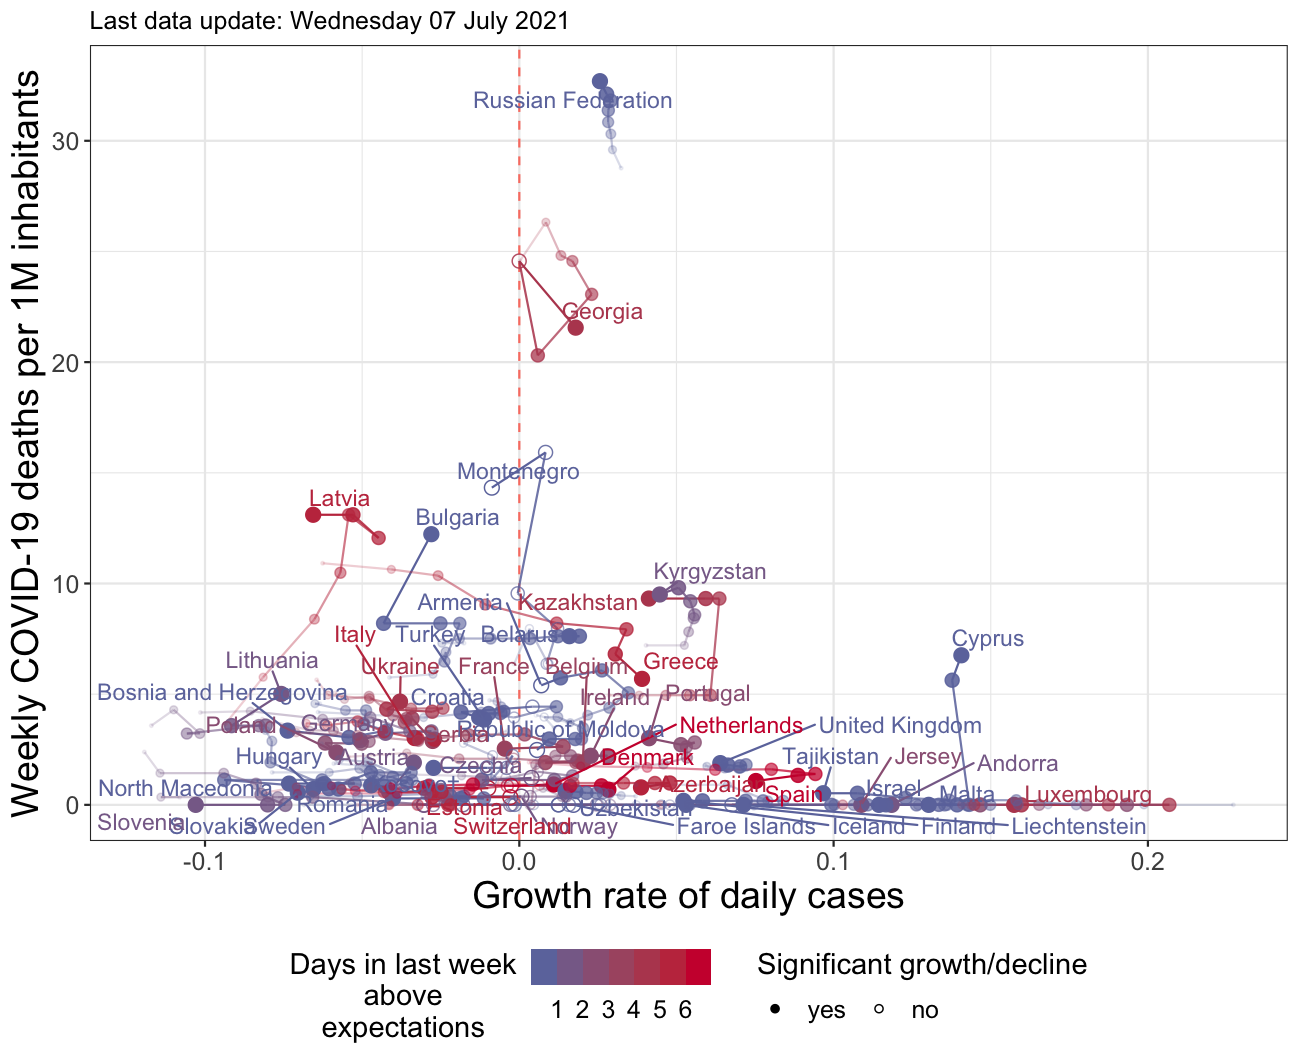 Last data update: Wednesday 07 July 2021
Weekly COVID-19 deaths per 1M inhabitants
30
20
10
0
Russian Federation
Georgia
Montenegro
Latvia
Bulgaria
Kyrgyzstan
Armenia
Kazakhstan
Italy
Turkey
Belarus
Cyprus
Lithuania
Ukraine
France
Belgium
Greece
Bosnia and Herzegovina
Croatia
Ireland
Portugal
Poland
Germany
Serbia
Republic of Moldova
Netherlands
United Kingdom
Hungary
Austria
Czechia
Denmark
Tajikistan
Jersey
Andorra
North Macedonia
Romania
Estonia
Uzbekistan
Azerbaijan
Spain
Israel
Malta
Luxembourg
Slovenia
Slovakia
Sweden
Albania
Switzerland
Norway
Faroe Islands
Iceland
Finland
Liechtenstein
-0.1
0.0
0.1
0.2
Growth rate of daily cases
Days in last week
above
expectations
1 2 3 4 5 6
Significant growth/decline
yes
no